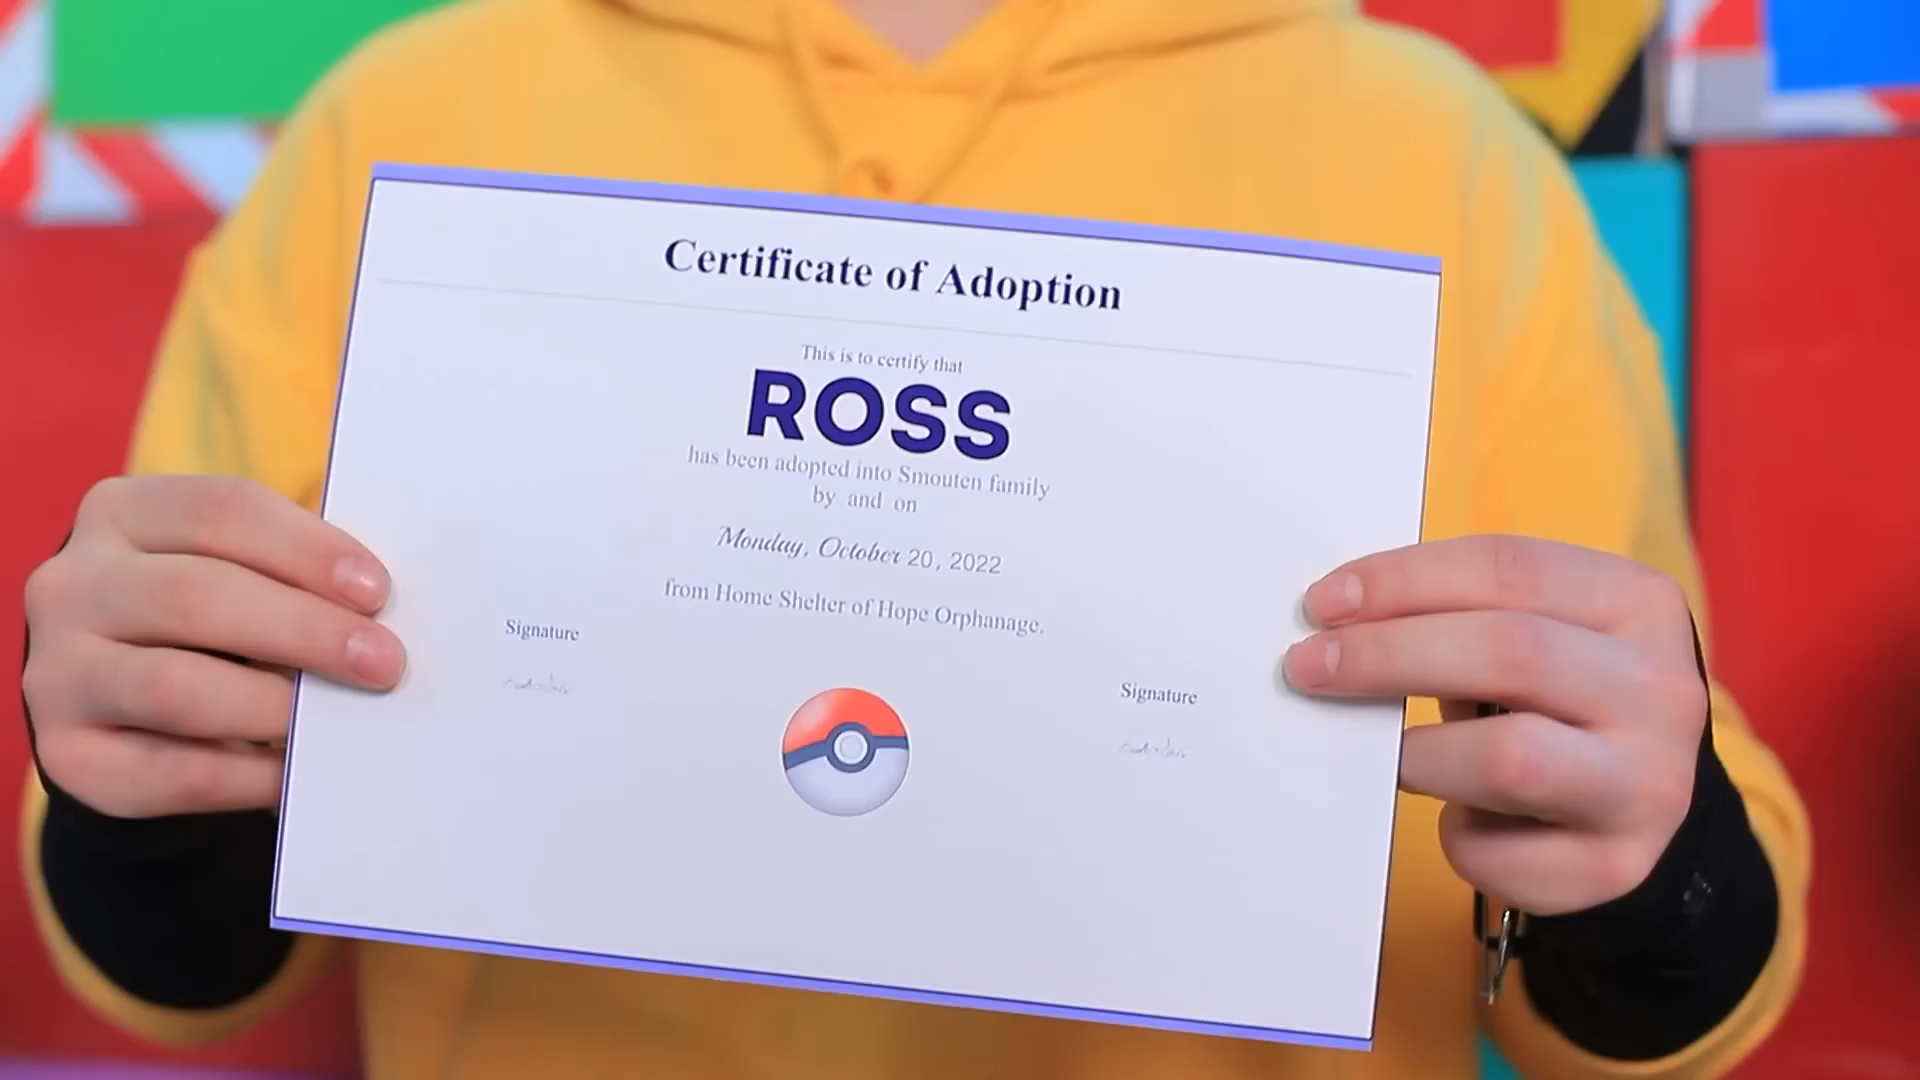 Certificate of Adoption
This is to certify that
ROSS
has been adopted into Smouten family
by and on
Monday, October 20, 2022
from Home Shelter of Hope Orphanage.
Signature
Signature